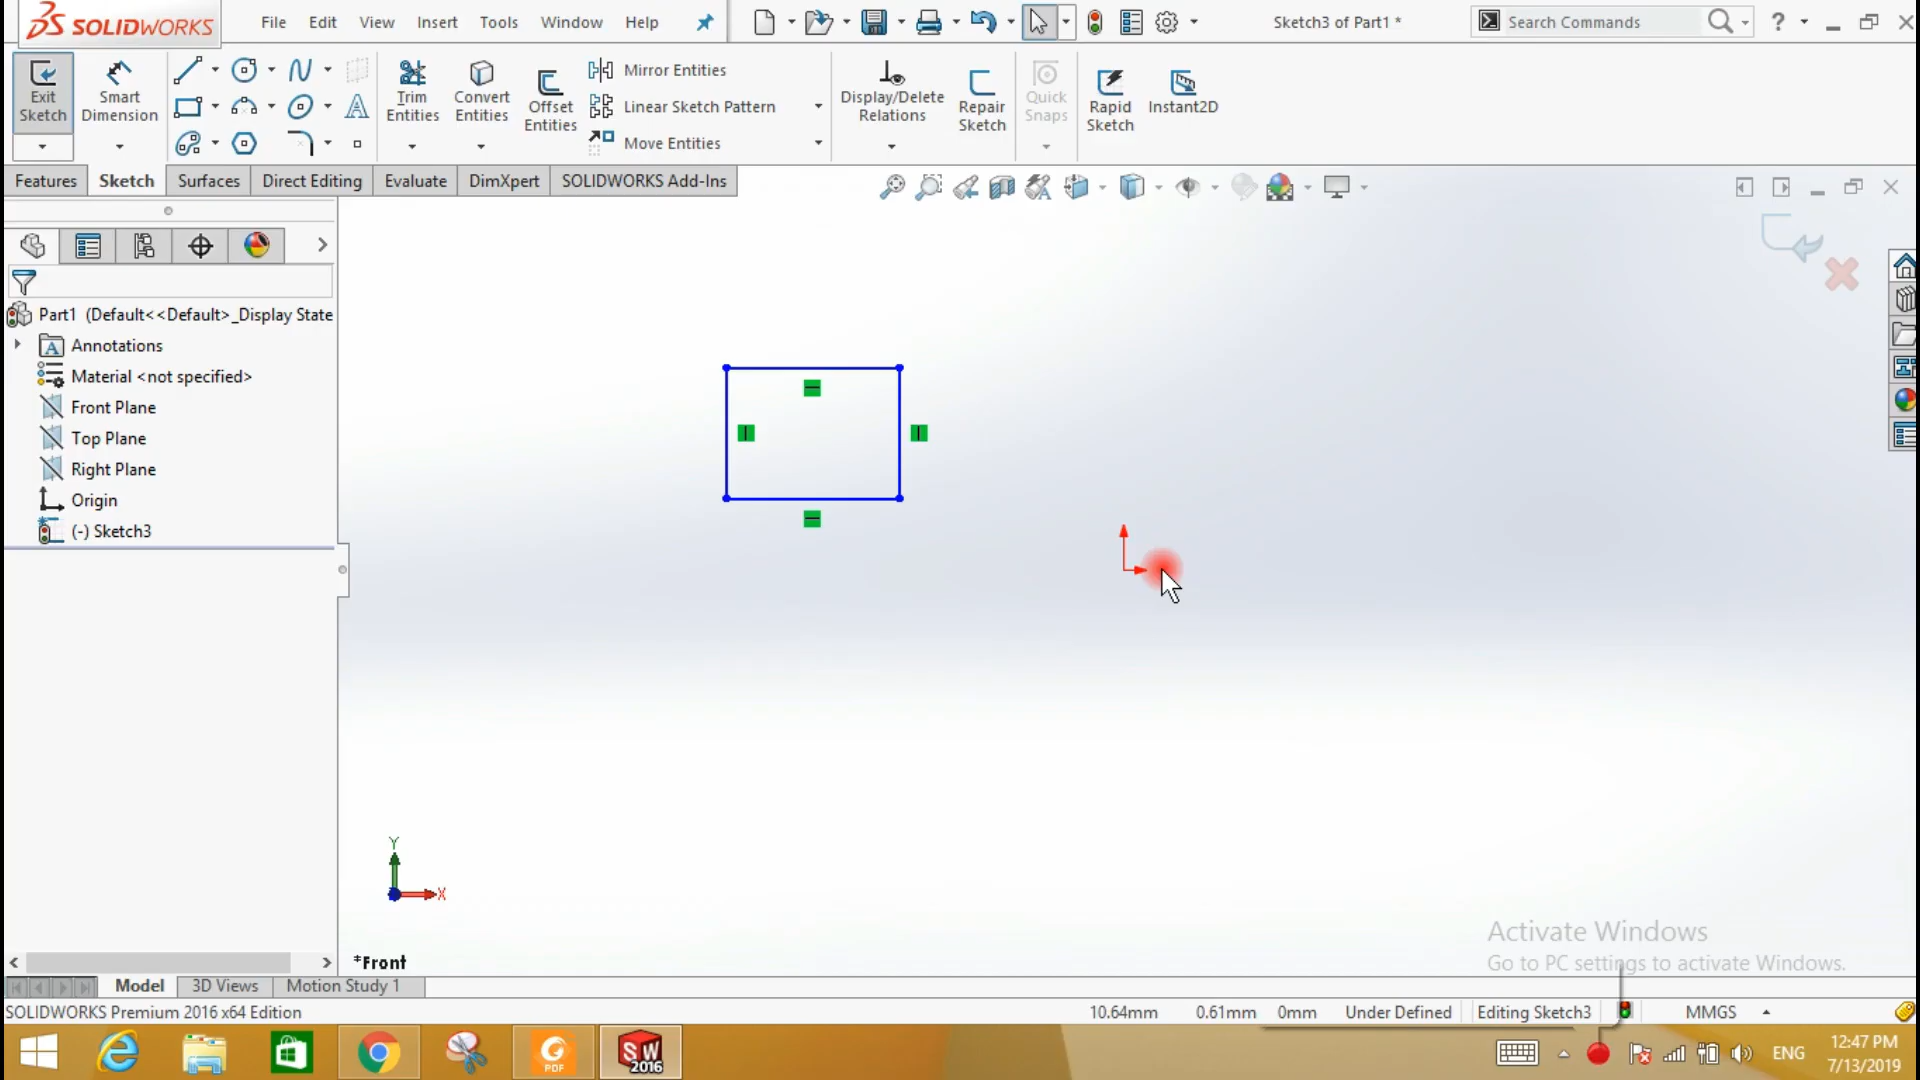 SOLIDWORKS File Edit View Insert Tools Window Help Sketch3 of Part1 * Search Commands ?
Exit Sketch
Smart Dimension
Trim Entities
Convert Entities
Offset Entities
Mirror Entities
Linear Sketch Pattern
Move Entities
Display/Delete Relations
Repair Sketch
Quick Snaps
Rapid Sketch
Instant2D
Features Sketch Surfaces Direct Editing Evaluate DimXpert SOLIDWORKS Add-Ins
Part1 (Default<<Default>_Display State
Annotations
Material <not specified>
Front Plane
Top Plane
Right Plane
Origin
(-) Sketch3
Y
X
*Front
Activate Windows
Go to PC settings to activate Windows.
Model 3D Views Motion Study 1
SOLIDWORKS Premium 2016 x64 Edition 10.64mm 0.61mm 0mm Under Defined Editing Sketch3 MMGS
PDF
SW 2016
ENG
12:47 PM
7/13/2019